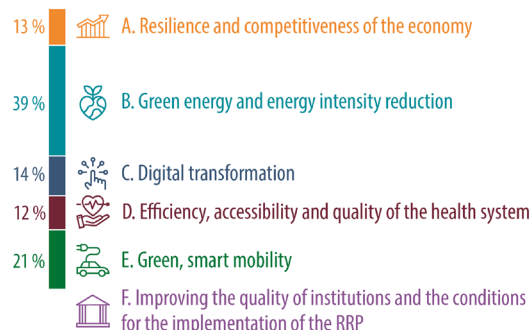 13 % A. Resilience and competitiveness of the economy
39 % B. Green energy and energy intensity reduction
14 % C. Digital transformation
12 % D. Efficiency, accessibility and quality of the health system
21 % E. Green, smart mobility
F. Improving the quality of institutions and the conditions
for the implementation of the RRP